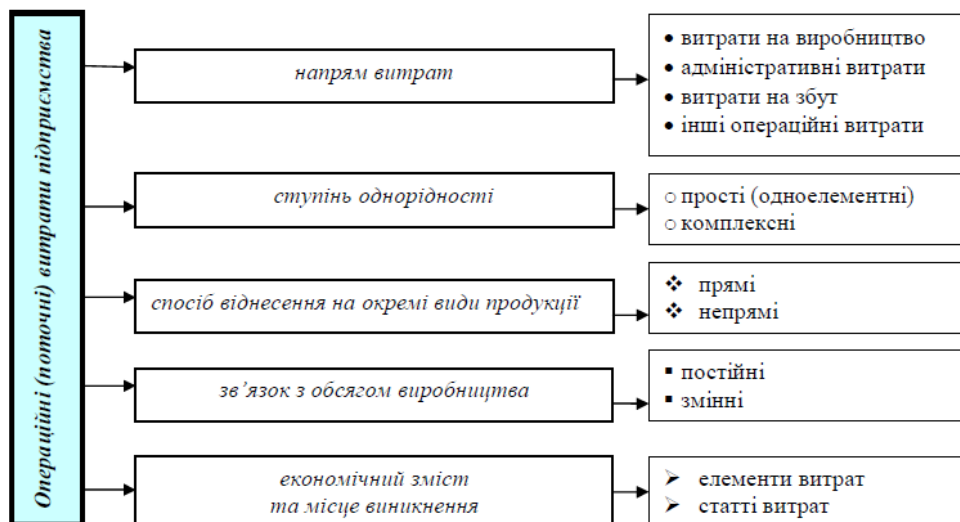 Операційні (поточні) витрати підприємства
напрям витрат
• витрати на виробництво
• адміністративні витрати
• витрати на збут
• інші операційні витрати
ступінь однорідності
○ прості (одноелементні)
○ комплексні
спосіб віднесення на окремі види продукції
❖ прямі
❖ непрямі
зв’язок з обсягом виробництва
▪ постійні
▪ змінні
економічний зміст
та місце виникнення
➢ елементи витрат
➢ статті витрат